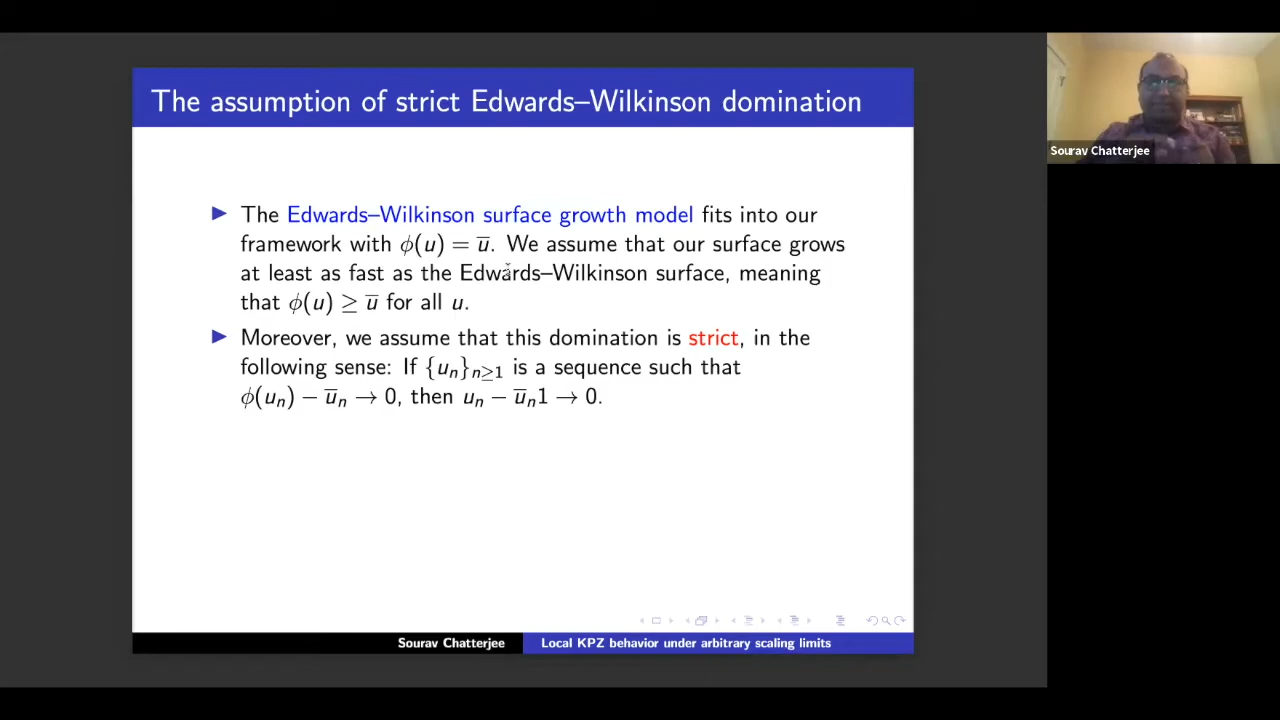 The assumption of strict Edwards–Wilkinson domination
▶ The Edwards–Wilkinson surface growth model fits into our
framework with ϕ(u) = u̅. We assume that our surface grows
at least as fast as the Edwards–Wilkinson surface, meaning
that ϕ(u) ≥ u̅ for all u.
▶ Moreover, we assume that this domination is strict, in the
following sense: If {uₙ}ₙ≥₁ is a sequence such that
ϕ(uₙ) − u̅ₙ → 0, then uₙ − u̅ₙ1 → 0.
Sourav Chatterjee
Local KPZ behavior under arbitrary scaling limits
Sourav Chatterjee